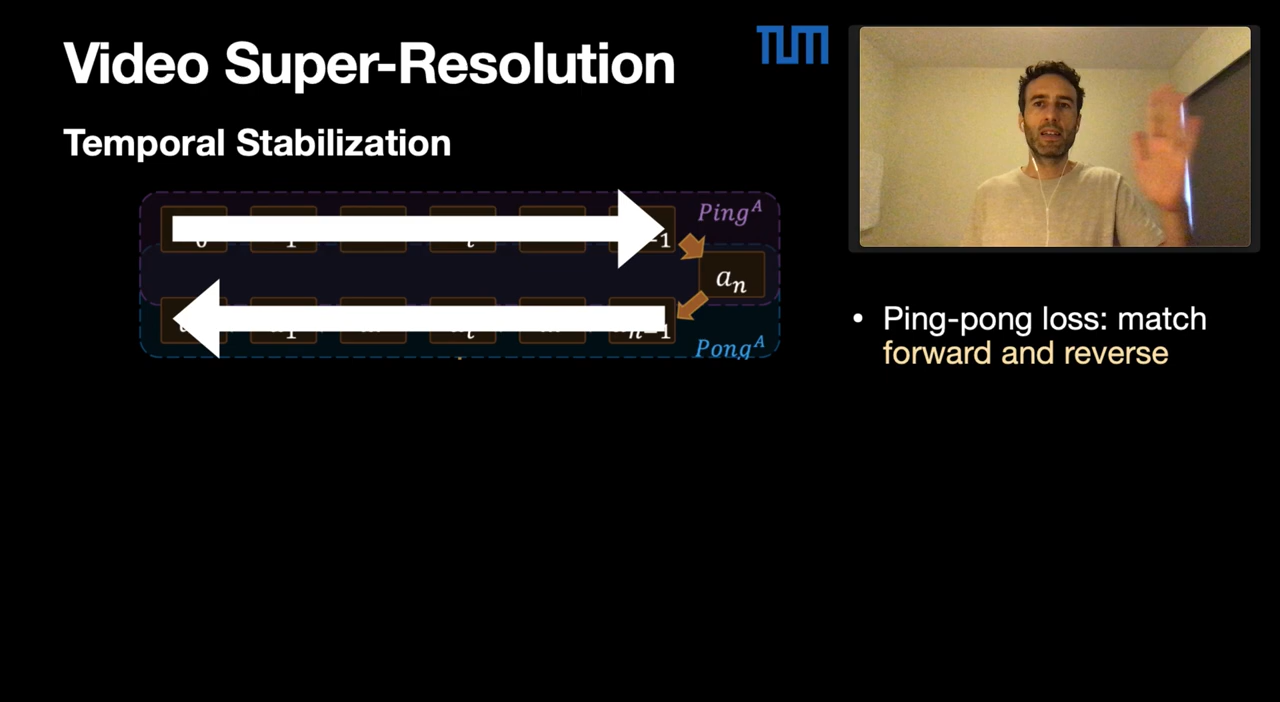 Video Super-Resolution
TUM
Temporal Stabilization
Ping^A
a_n
Pong^A
• Ping-pong loss: match
forward and reverse